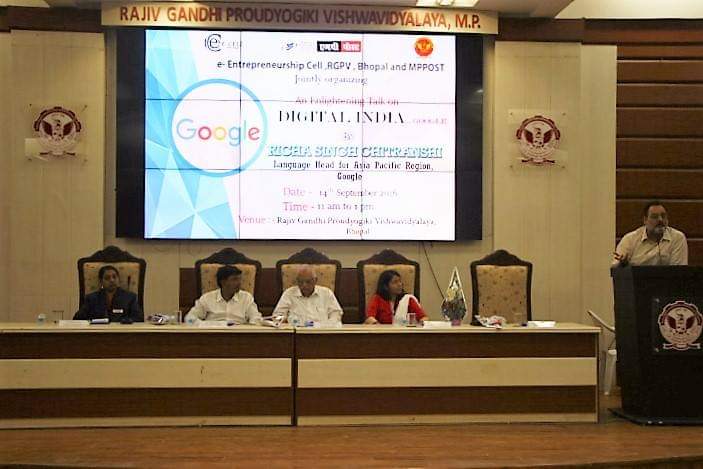 RAJIV GANDHI PROUDYOGIKI VISHWAVIDYALAYA, M.P.
एमपी पोस्ट
e- Entrepreneurship Cell ,RGPV , Bhopal and MPPOST
Jointly organizing
An Enlightening Talk on
DIGITAL INDIA
By
Google
RICHA SINGH CHITRANSHI
Language Head for Asia Pacific Region,
Google
Date - 14th September 2016
Time - 11 am to 1 pm
Venue : - Rajiv Gandhi Proudyogiki Vishwavidyalaya,
Bhopal